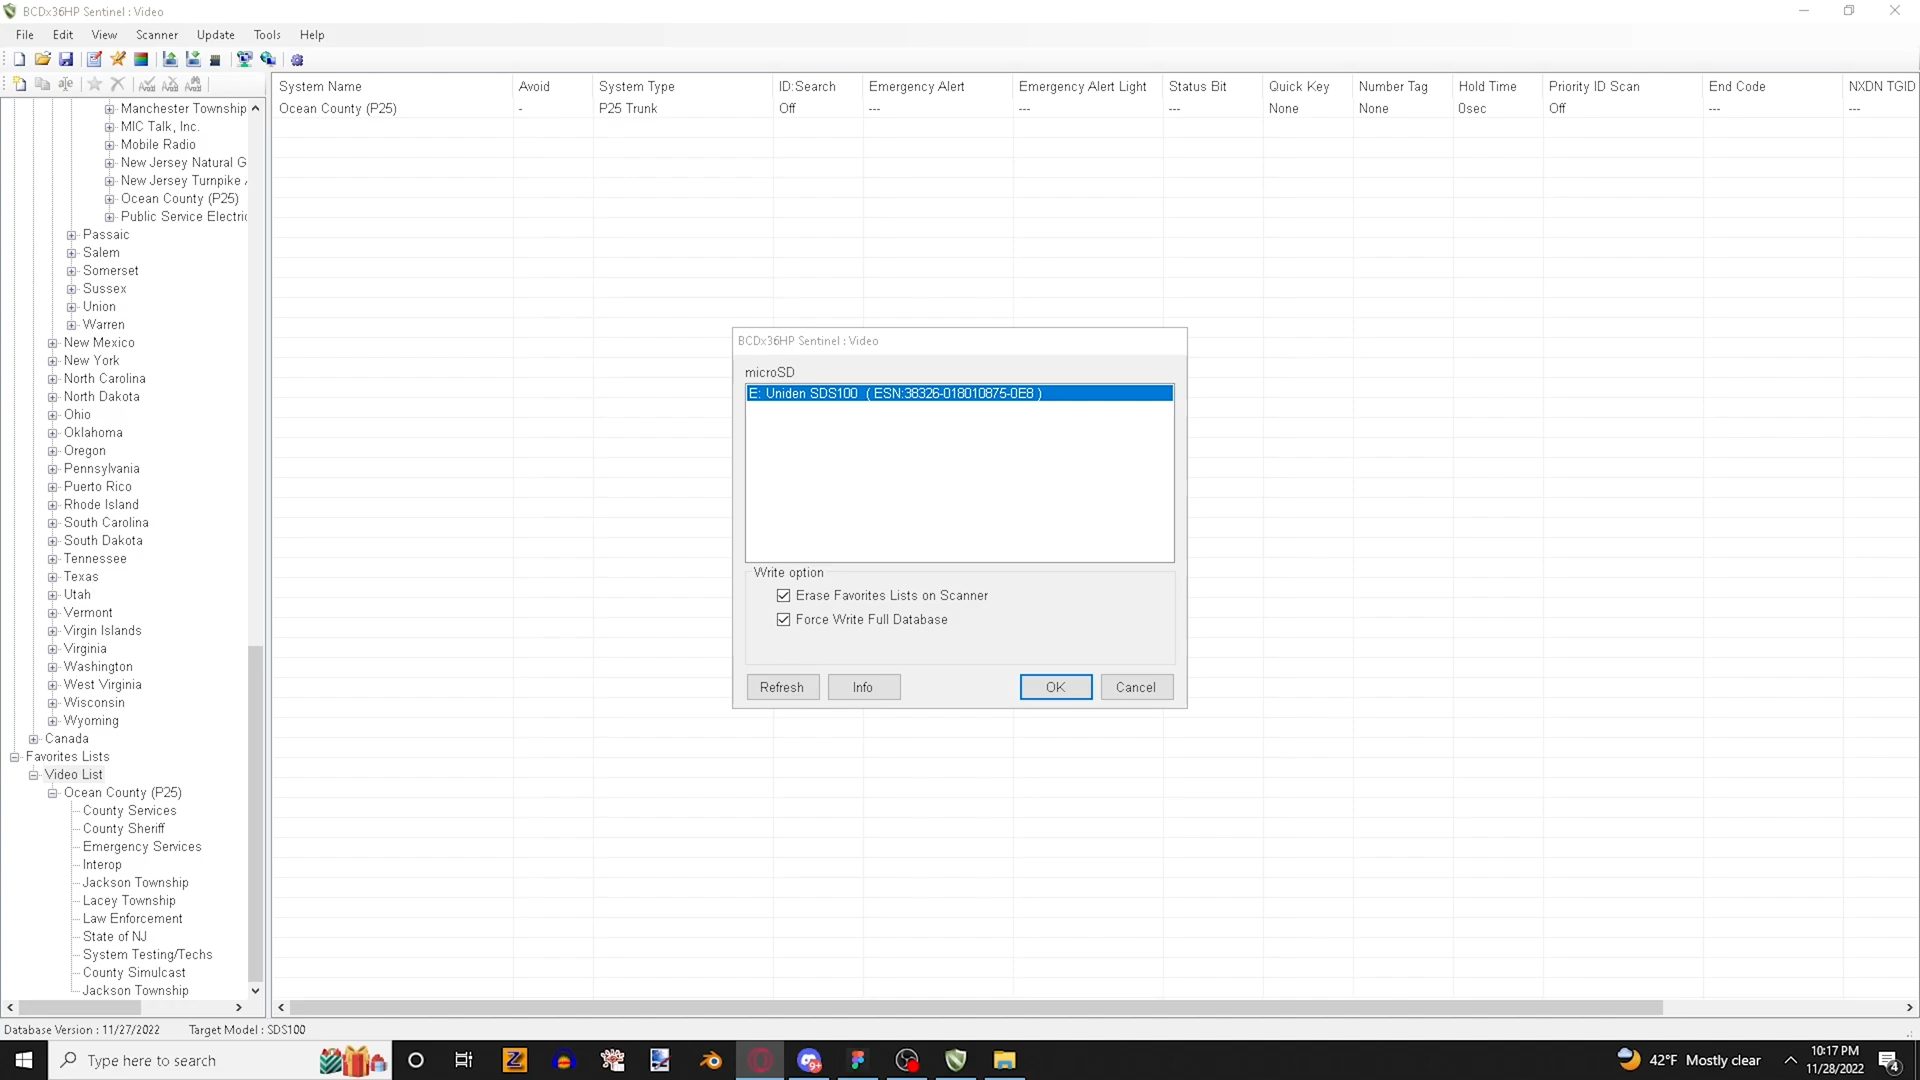 BCDx36HP Sentinel : Video
File Edit View Scanner Update Tools Help
System Name Avoid System Type ID:Search Emergency Alert Emergency Alert Light Status Bit Quick Key Number Tag Hold Time Priority ID Scan End Code NXDN TGID
Ocean County (P25) - P25 Trunk Off --- --- --- None None 0sec Off --- ---
Manchester Township
MIC Talk, Inc.
Mobile Radio
New Jersey Natural G
New Jersey Turnpike
Ocean County (P25)
Public Service Electric
Passaic
Salem
Somerset
Sussex
Union
Warren
New Mexico
New York
North Carolina
North Dakota
Ohio
Oklahoma
Oregon
Pennsylvania
Puerto Rico
Rhode Island
South Carolina
South Dakota
Tennessee
Texas
Utah
Vermont
Virgin Islands
Virginia
Washington
West Virginia
Wisconsin
Wyoming
Canada
Favorites Lists
Video List
Ocean County (P25)
County Services
County Sheriff
Emergency Services
Interop
Jackson Township
Lacey Township
Law Enforcement
State of NJ
System Testing/Techs
County Simulcast
Jackson Township
BCDx36HP Sentinel : Video
microSD
E: Uniden SDS100 ( ESN:38326-018010875-0E8 )
Write option
Erase Favorites Lists on Scanner
Force Write Full Database
Refresh Info OK Cancel
Database Version : 11/27/2022 Target Model : SDS100
Type here to search
42°F Mostly clear
10:17 PM
11/28/2022
4